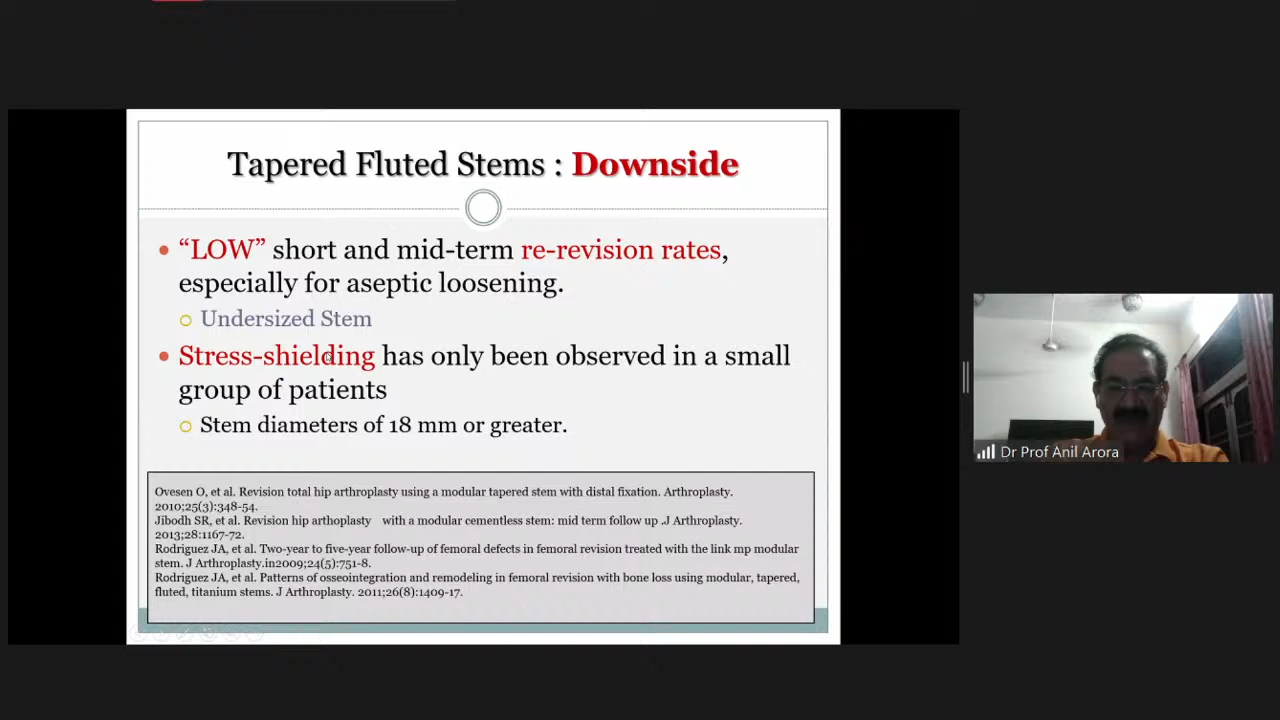 Tapered Fluted Stems : Downside
“LOW” short and mid-term re-revision rates,
especially for aseptic loosening.
Undersized Stem
Stress-shielding has only been observed in a small
group of patients
Stem diameters of 18 mm or greater.
Ovesen O, et al. Revision total hip arthroplasty using a modular tapered stem with distal fixation. Arthroplasty.
2010;25(3):348-54.
Jibodh SR, et al. Revision hip arthoplasty with a modular cementless stem: mid term follow up .J Arthroplasty.
2013;28:1167-72.
Rodriguez JA, et al. Two-year to five-year follow-up of femoral defects in femoral revision treated with the link mp modular
stem. J Arthroplasty.in2009;24(5):751-8.
Rodriguez JA, et al. Patterns of osseointegration and remodeling in femoral revision with bone loss using modular, tapered,
fluted, titanium stems. J Arthroplasty. 2011;26(8):1409-17.
Dr Prof Anil Arora